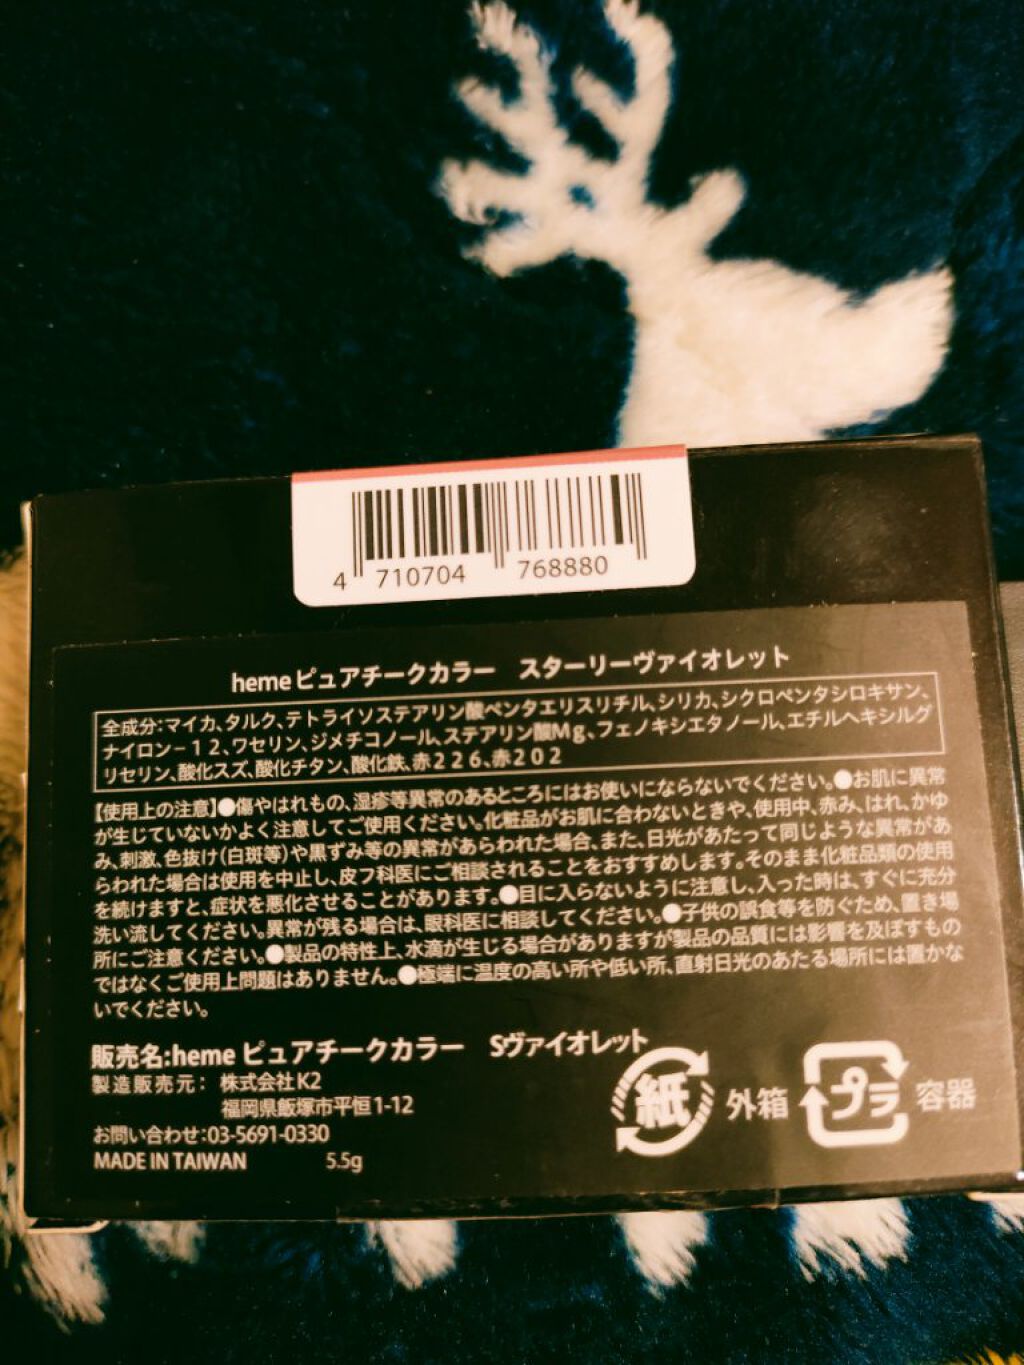 4 710704 768880
hemeピュアチークカラー スターリーヴァイオレット
全成分:マイカ、タルク、テトライソステアリン酸ペンタエリスリチル、シリカ、シクロペンタシロキサン、
ナイロン−12、ワセリン、ジメチコノール、ステアリン酸Mg、フェノキシエタノール、エチルヘキシルグ
リセリン、酸化スズ、酸化チタン、酸化鉄、赤226、赤202
【使用上の注意】●傷やはれもの、湿疹等異常のあるところにはお使いにならないでください。●お肌に異常
が生じていないかよく注意してご使用ください。化粧品がお肌に合わないときや、使用中、赤み、はれ、かゆ
み、刺激、色抜け(白斑等)や黒ずみ等の異常があらわれた場合、また、日光があたって同じような異常があ
らわれた場合は使用を中止し、皮フ科医にご相談されることをおすすめします。そのまま化粧品類の使用
を続けますと、症状を悪化させることがあります。●目に入らないように注意し、入った時は、すぐに充分
洗い流してください。異常が残る場合は、眼科医に相談してください。●子供の誤食等を防ぐため、置き場
所にご注意ください。●製品の特性上、水滴が生じる場合がありますが製品の品質には影響を及ぼすもの
ではなくご使用上問題はありません。●極端に温度の高い所や低い所、直射日光のあたる場所には置かな
いでください。
販売名:heme ピュアチークカラー Sヴァイオレット
製造販売元: 株式会社K2
福岡県飯塚市平恒1-12
お問い合わせ:03-5691-0330
MADE IN TAIWAN 5.5g
紙 外箱 プラ 容器